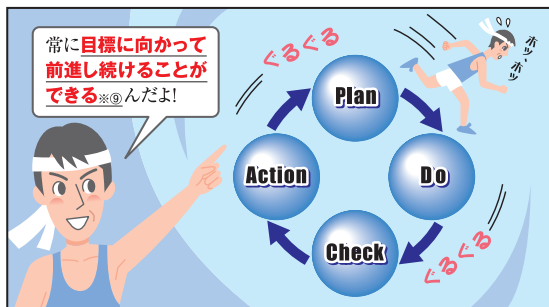 常に目標に向かって
前進し続けることが
できる※⑨んだよ!
ぐるぐる
ホッ、ホッ
Plan
Action
Do
Check
ぐるぐる